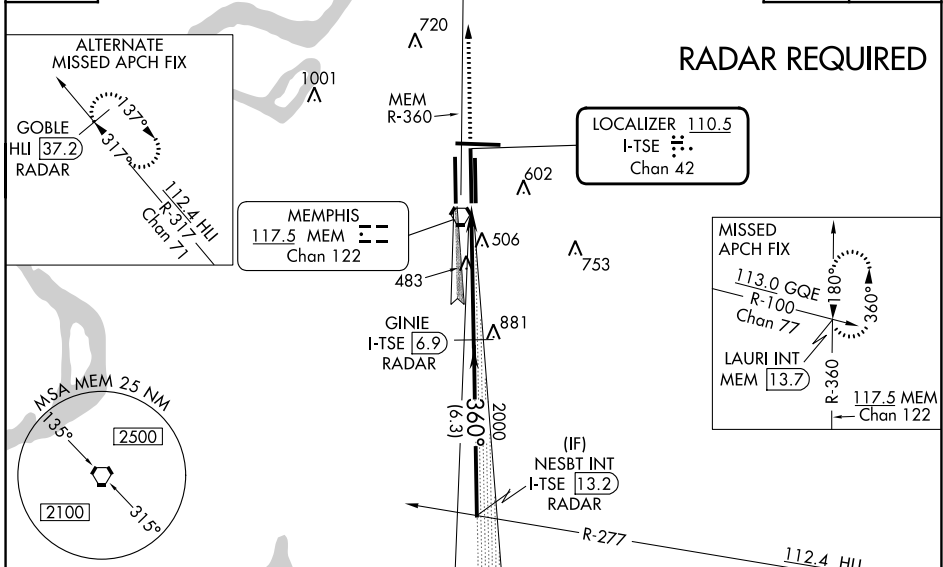 RADAR REQUIRED
ALTERNATE
MISSED APCH FIX
GOBLE
HLI 37.2
RADAR
137°
317°
112.4 HLI
R-317
Chan 71
720
1001
MEM
R-360
LOCALIZER 110.5
I-TSE
Chan 42
602
MEMPHIS
117.5 MEM
Chan 122
506
753
483
GINIE
I-TSE 6.9
RADAR
881
MISSED
APCH FIX
113.0 GQE
R-100
Chan 77
180°
360°
LAURI INT
MEM 13.7
R-360
117.5 MEM
Chan 122
MSA MEM 25 NM
135°
2500
2100
315°
360°
(6.3)
2000
(IF)
NESBT INT
I-TSE 13.2
RADAR
R-277
112.4 HLI